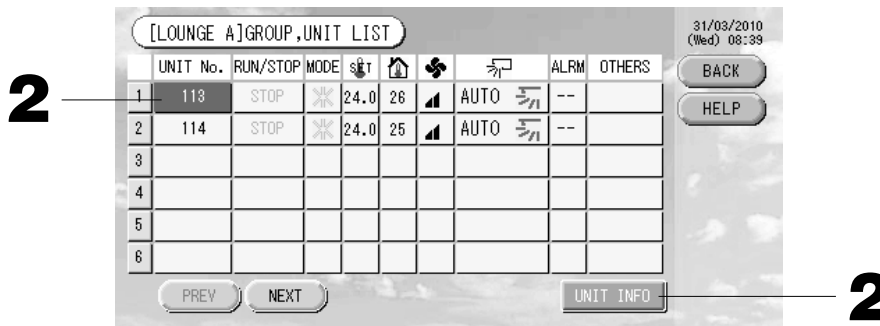 [LOUNGE A]GROUP,UNIT LIST
31/03/2010
(Wed) 08:39
UNIT No. RUN/STOP MODE SET ALRM OTHERS
BACK
2
1 113 STOP 24.0 26 AUTO --
HELP
2 114 STOP 24.0 25 AUTO --
3
4
5
6
PREV NEXT UNIT INFO
2